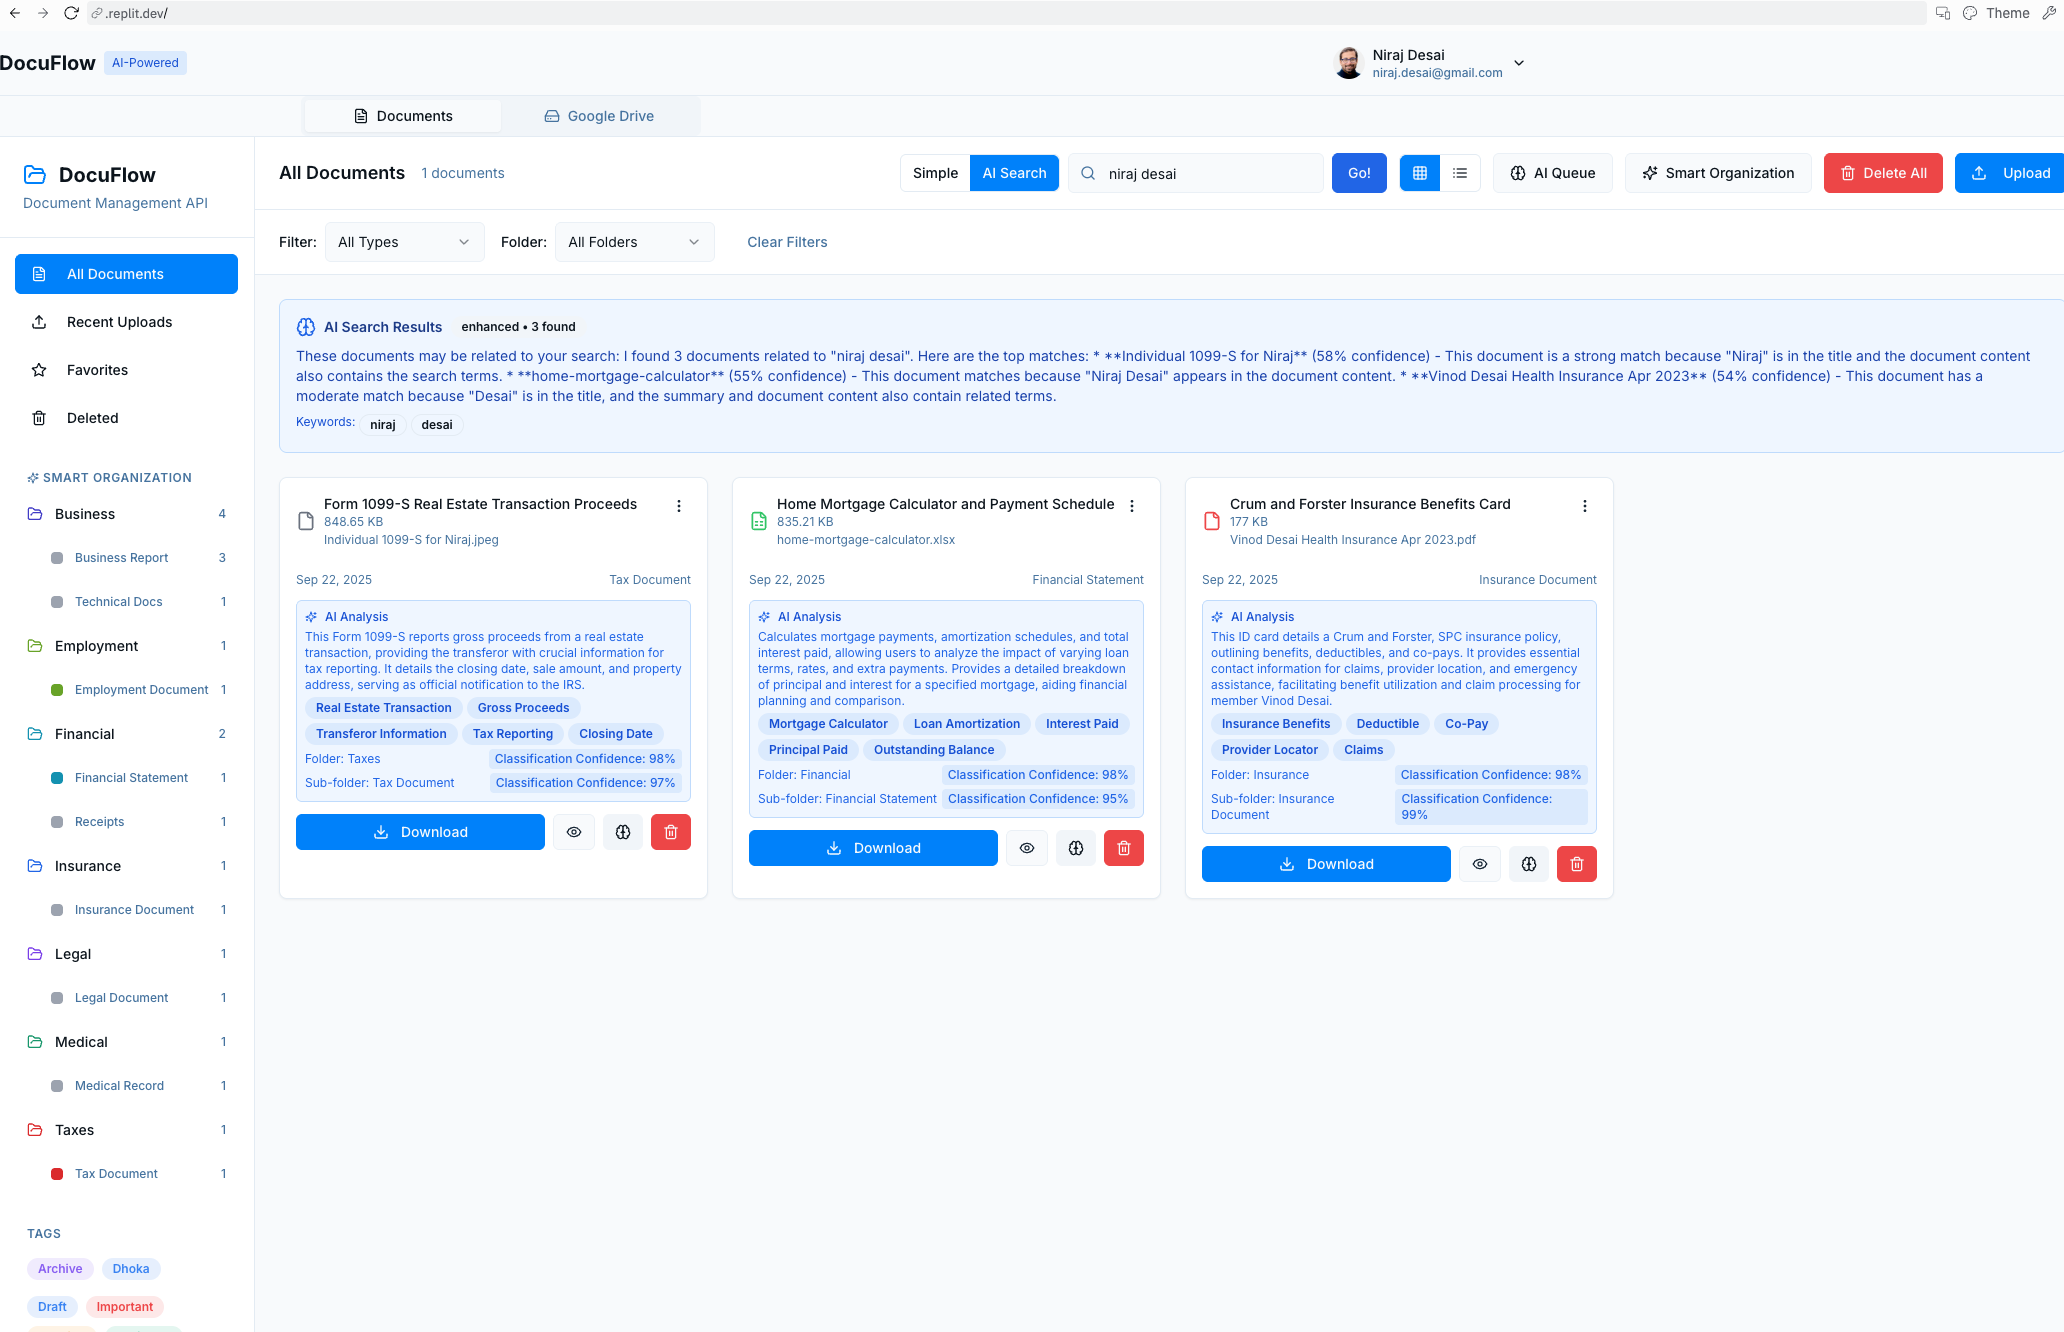 .replit.dev/
Theme
DocuFlow AI-Powered
Niraj Desai
niraj.desai@gmail.com
Documents
Google Drive
DocuFlow
Document Management API
All Documents
Recent Uploads
Favorites
Deleted
SMART ORGANIZATION
Business 4
Business Report 3
Technical Docs 1
Employment 1
Employment Document 1
Financial 2
Financial Statement 1
Receipts 1
Insurance 1
Insurance Document 1
Legal 1
Legal Document 1
Medical 1
Medical Record 1
Taxes 1
Tax Document 1
TAGS
Archive Dhoka
Draft Important
All Documents 1 documents
Simple AI Search niraj desai Go! AI Queue Smart Organization Delete All Upload
Filter: All Types Folder: All Folders Clear Filters
AI Search Results enhanced • 3 found
These documents may be related to your search: I found 3 documents related to "niraj desai". Here are the top matches: * **Individual 1099-S for Niraj** (58% confidence) - This document is a strong match because "Niraj" is in the title and the document content
also contains the search terms. * **home-mortgage-calculator** (55% confidence) - This document matches because "Niraj Desai" appears in the document content. * **Vinod Desai Health Insurance Apr 2023** (54% confidence) - This document has a
moderate match because "Desai" is in the title, and the summary and document content also contain related terms.
Keywords: niraj desai
Form 1099-S Real Estate Transaction Proceeds
848.65 KB
Individual 1099-S for Niraj.jpeg
Sep 22, 2025 Tax Document
AI Analysis
This Form 1099-S reports gross proceeds from a real estate
transaction, providing the transferor with crucial information for
tax reporting. It details the closing date, sale amount, and property
address, serving as official notification to the IRS.
Real Estate Transaction Gross Proceeds
Transferor Information Tax Reporting Closing Date
Folder: Taxes Classification Confidence: 98%
Sub-folder: Tax Document Classification Confidence: 97%
Download
Home Mortgage Calculator and Payment Schedule
835.21 KB
home-mortgage-calculator.xlsx
Sep 22, 2025 Financial Statement
AI Analysis
Calculates mortgage payments, amortization schedules, and total
interest paid, allowing users to analyze the impact of varying loan
terms, rates, and extra payments. Provides a detailed breakdown
of principal and interest for a specified mortgage, aiding financial
planning and comparison.
Mortgage Calculator Loan Amortization Interest Paid
Principal Paid Outstanding Balance
Folder: Financial Classification Confidence: 98%
Sub-folder: Financial Statement Classification Confidence: 95%
Download
Crum and Forster Insurance Benefits Card
177 KB
Vinod Desai Health Insurance Apr 2023.pdf
Sep 22, 2025 Insurance Document
AI Analysis
This ID card details a Crum and Forster, SPC insurance policy,
outlining benefits, deductibles, and co-pays. It provides essential
contact information for claims, provider location, and emergency
assistance, facilitating benefit utilization and claim processing for
member Vinod Desai.
Insurance Benefits Deductible Co-Pay
Provider Locator Claims
Folder: Insurance Classification Confidence: 98%
Sub-folder: Insurance Classification Confidence:
Document 99%
Download